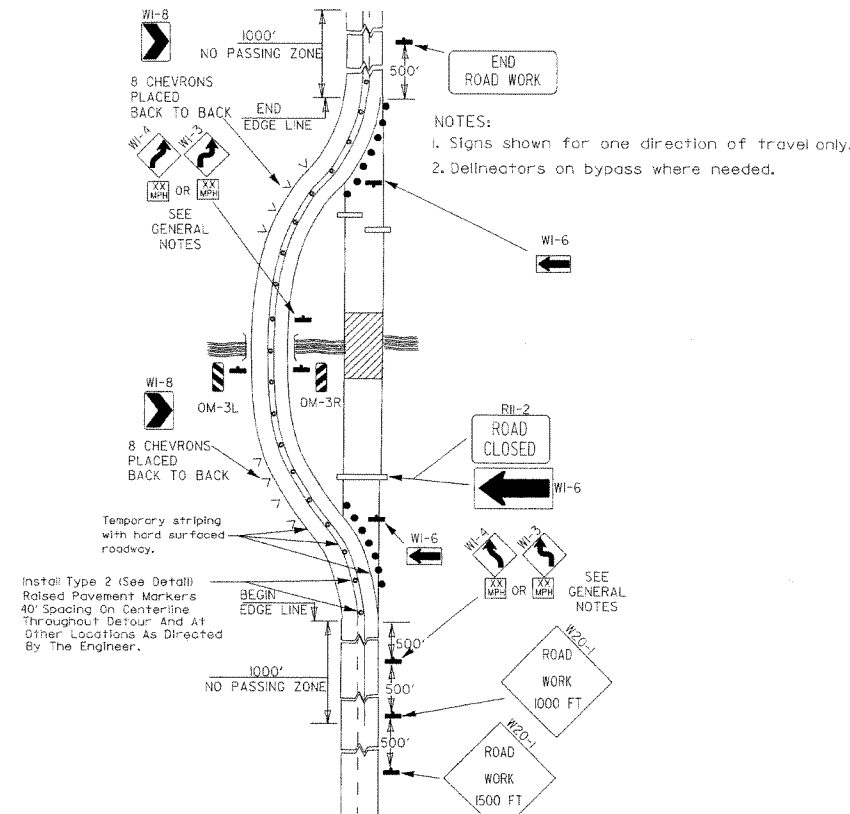 WI-8
1000'
NO PASSING ZONE
500'
END
ROAD WORK
8 CHEVRONS
PLACED
BACK TO BACK
END
EDGE LINE
NOTES:
1. Signs shown for one direction of travel only.
2. Delineators on bypass where needed.
WI-4
WI-3
XX
MPH
OR
XX
MPH
SEE
GENERAL
NOTES
WI-6
WI-8
OM-3L
OM-3R
8 CHEVRONS
PLACED
BACK TO BACK
RII-2
ROAD
CLOSED
WI-6
Temporary striping
with hard surfaced
roadway.
WI-6
WI-4
WI-3
XX
MPH
OR
XX
MPH
SEE
GENERAL
NOTES
Install Type 2 (See Detail)
Raised Pavement Markers
40' Spacing On Centerline
Throughout Detour And At
Other Locations As Directed
By The Engineer.
BEGIN
EDGE LINE
500'
1000'
NO PASSING ZONE
500'
W20-1
ROAD
WORK
1000 FT
500'
W20-1
ROAD
WORK
1500 FT